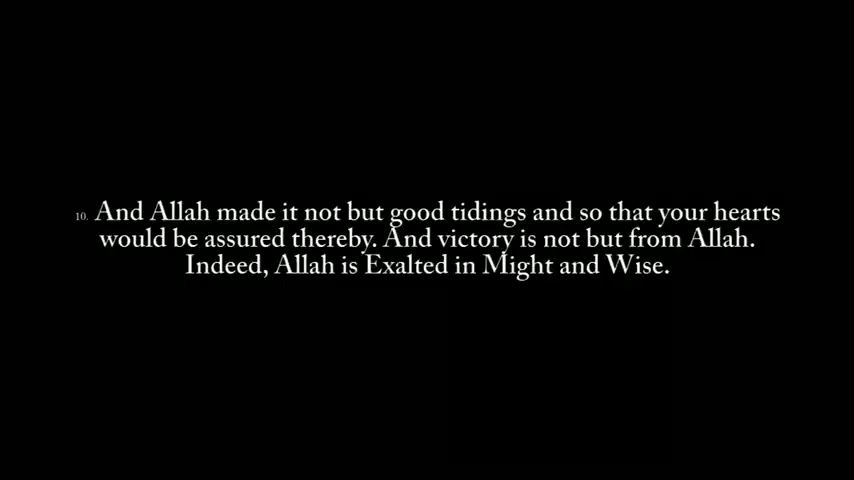 10. And Allah made it not but good tidings and so that your hearts
would be assured thereby. And victory is not but from Allah.
Indeed, Allah is Exalted in Might and Wise.